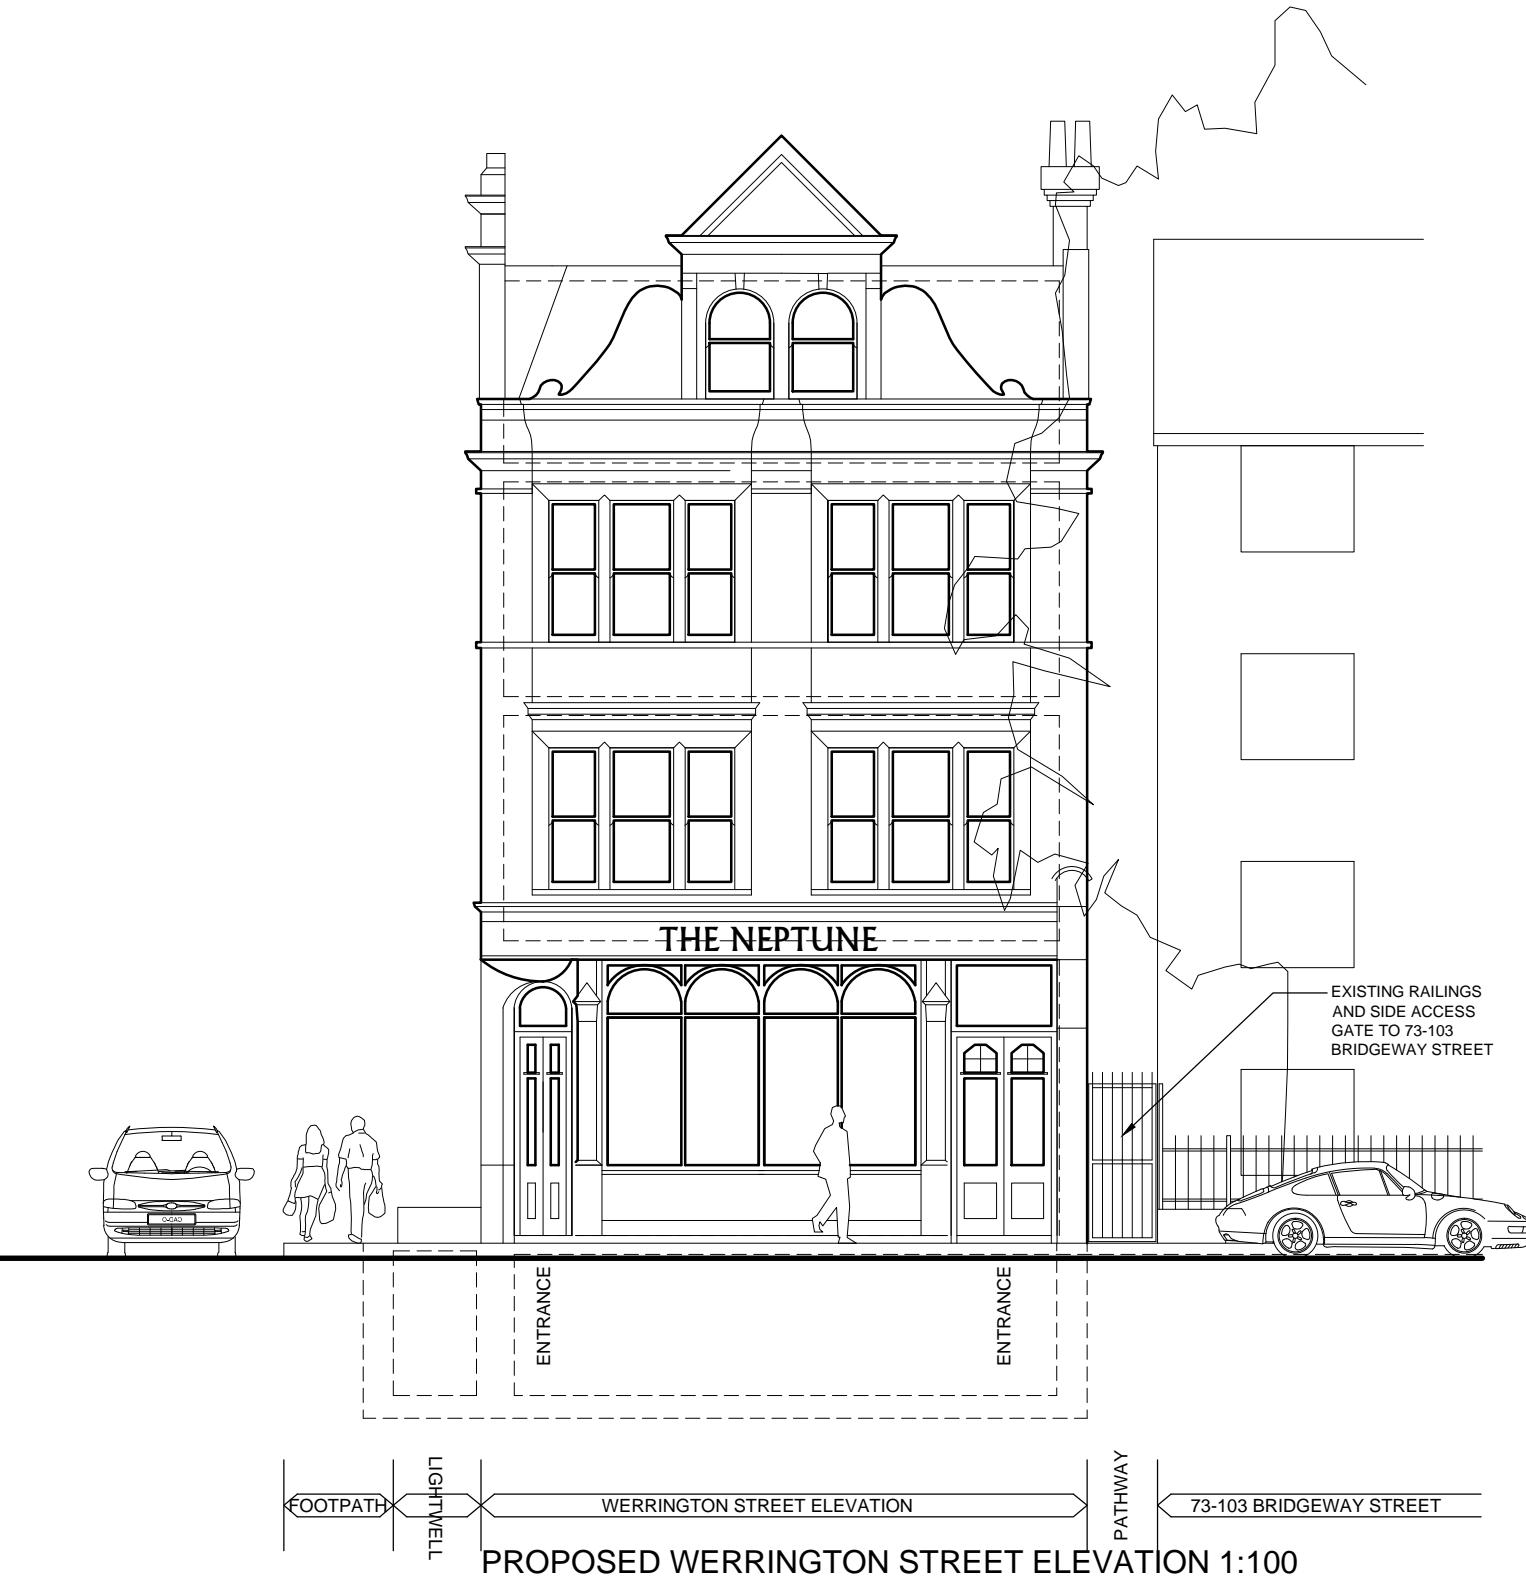 THE NEPTUNE
EXISTING RAILINGS
AND SIDE ACCESS
GATE TO 73-103
BRIDGEWAY STREET
ENTRANCE
ENTRANCE
FOOTPATH
LIGHTWELL
WERRINGTON STREET ELEVATION
PATHWAY
73-103 BRIDGEWAY STREET
PROPOSED WERRINGTON STREET ELEVATION 1:100